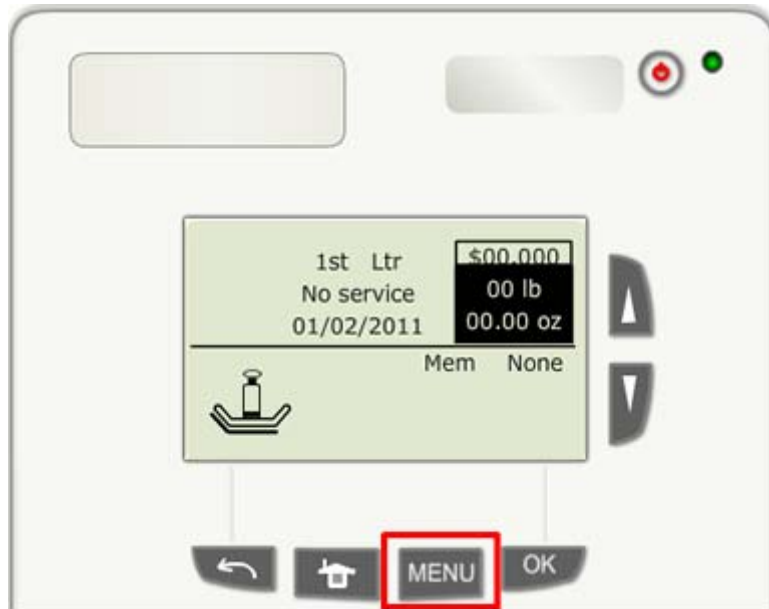 1st Ltr $00.000
No service 00 lb
01/02/2011 00.00 oz
Mem None
MENU OK